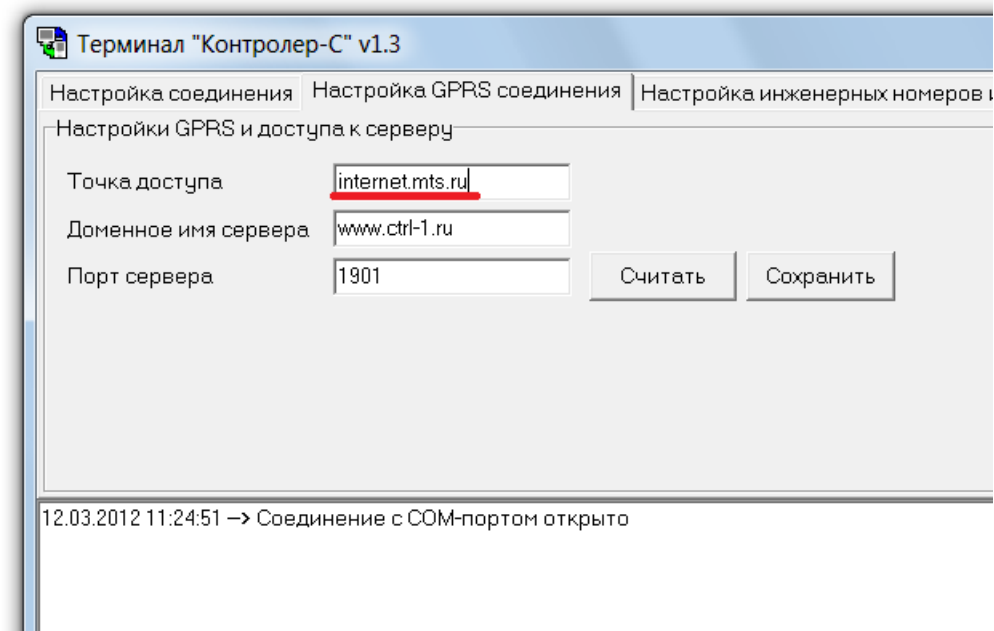 Терминал "Контролер-С" v1.3
Настройка соединения Настройка GPRS соединения Настройка инженерных номеров и
Настройки GPRS и доступа к серверу
Точка доступа internet.mts.ru
Доменное имя сервера www.ctrl-1.ru
Порт сервера 1901 Считать Сохранить
12.03.2012 11:24:51 --> Соединение с COM-портом открыто